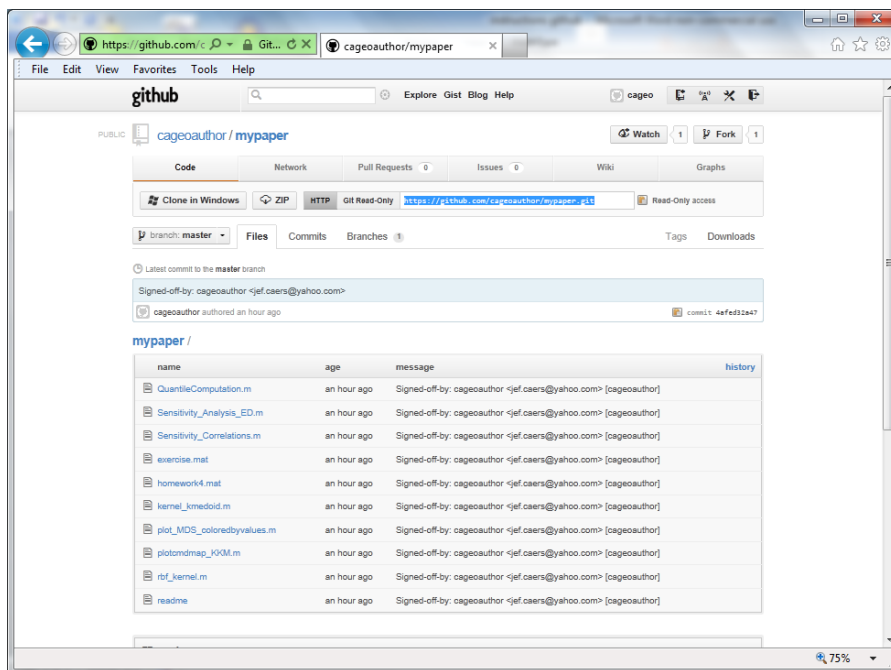 https://github.com/c
Git...
cageoauthor/mypaper
File Edit View Favorites Tools Help
github
Explore Gist Blog Help
cageo
PUBLIC
cageoauthor / mypaper
Watch 1
Fork 1
Code
Network
Pull Requests 0
Issues 0
Wiki
Graphs
Clone in Windows
ZIP
HTTP
Git Read-Only
https://github.com/cageoauthor/mypaper.git
Read-Only access
branch: master
Files
Commits
Branches 1
Tags
Downloads
Latest commit to the master branch
Signed-off-by: cageoauthor <jef.caers@yahoo.com>
cageoauthor authored an hour ago
commit 4afed32a47
mypaper /
name age message history
QuantileComputation.m an hour ago Signed-off-by: cageoauthor <jef.caers@yahoo.com> [cageoauthor]
Sensitivity_Analysis_ED.m an hour ago Signed-off-by: cageoauthor <jef.caers@yahoo.com> [cageoauthor]
Sensitivity_Correlations.m an hour ago Signed-off-by: cageoauthor <jef.caers@yahoo.com> [cageoauthor]
exercise.mat an hour ago Signed-off-by: cageoauthor <jef.caers@yahoo.com> [cageoauthor]
homework4.mat an hour ago Signed-off-by: cageoauthor <jef.caers@yahoo.com> [cageoauthor]
kernel_kmedoid.m an hour ago Signed-off-by: cageoauthor <jef.caers@yahoo.com> [cageoauthor]
plot_MDS_coloredbyvalues.m an hour ago Signed-off-by: cageoauthor <jef.caers@yahoo.com> [cageoauthor]
plotcmdmap_KKM.m an hour ago Signed-off-by: cageoauthor <jef.caers@yahoo.com> [cageoauthor]
rbf_kernel.m an hour ago Signed-off-by: cageoauthor <jef.caers@yahoo.com> [cageoauthor]
readme an hour ago Signed-off-by: cageoauthor <jef.caers@yahoo.com> [cageoauthor]
75%